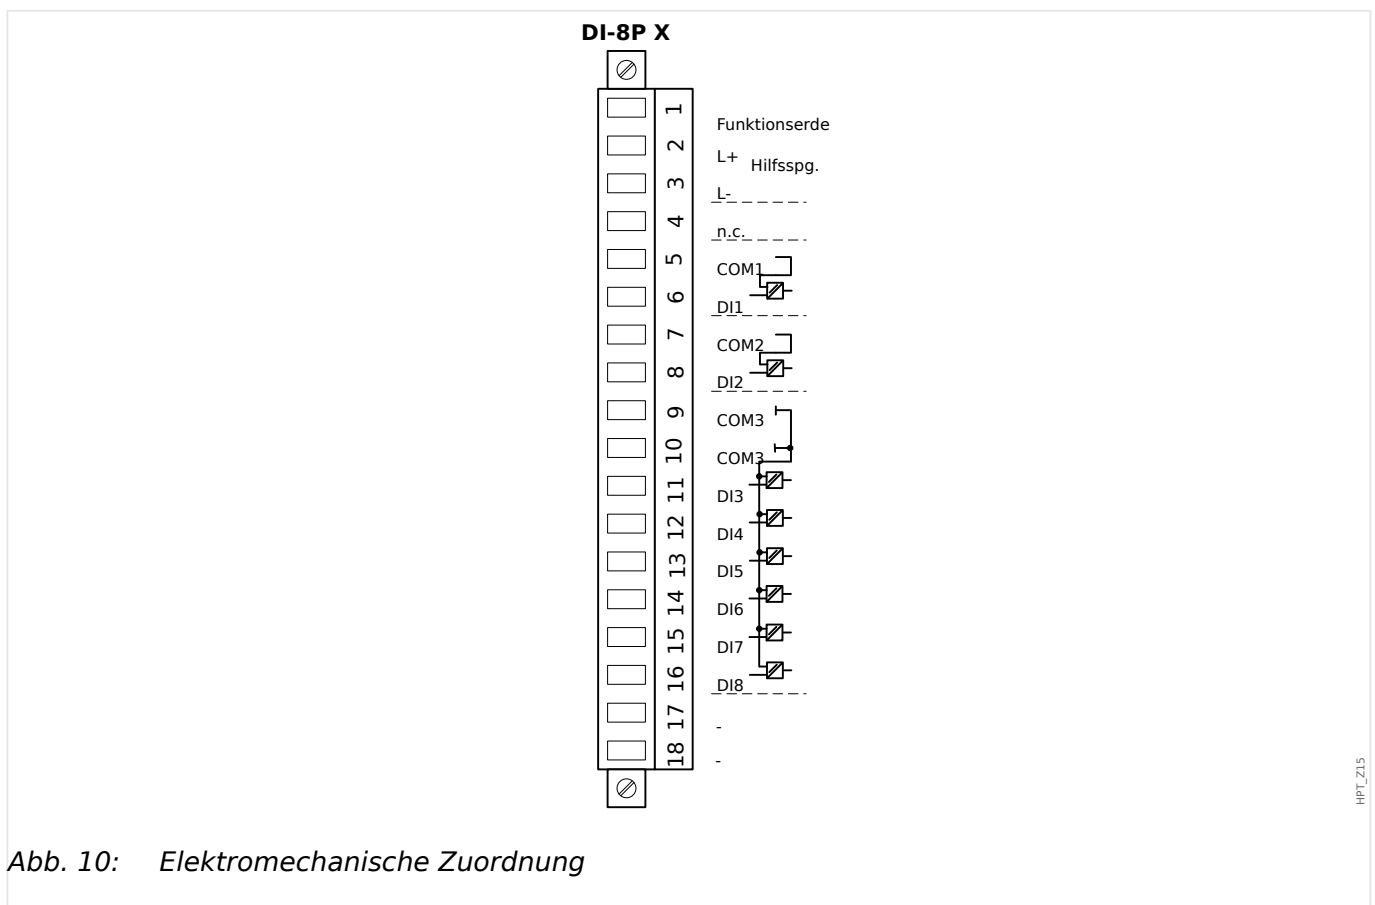 DI-8P X
1
Funktionserde
2
L+ Hilfsspg.
3
L-
4
n.c.
5
COM1
6
DI1
7
COM2
8
DI2
9
COM3
10
COM3
11
DI3
12
DI4
13
DI5
14
DI6
15
DI7
16
DI8
17
-
18
-
HPT_Z15
Abb. 10: Elektromechanische Zuordnung